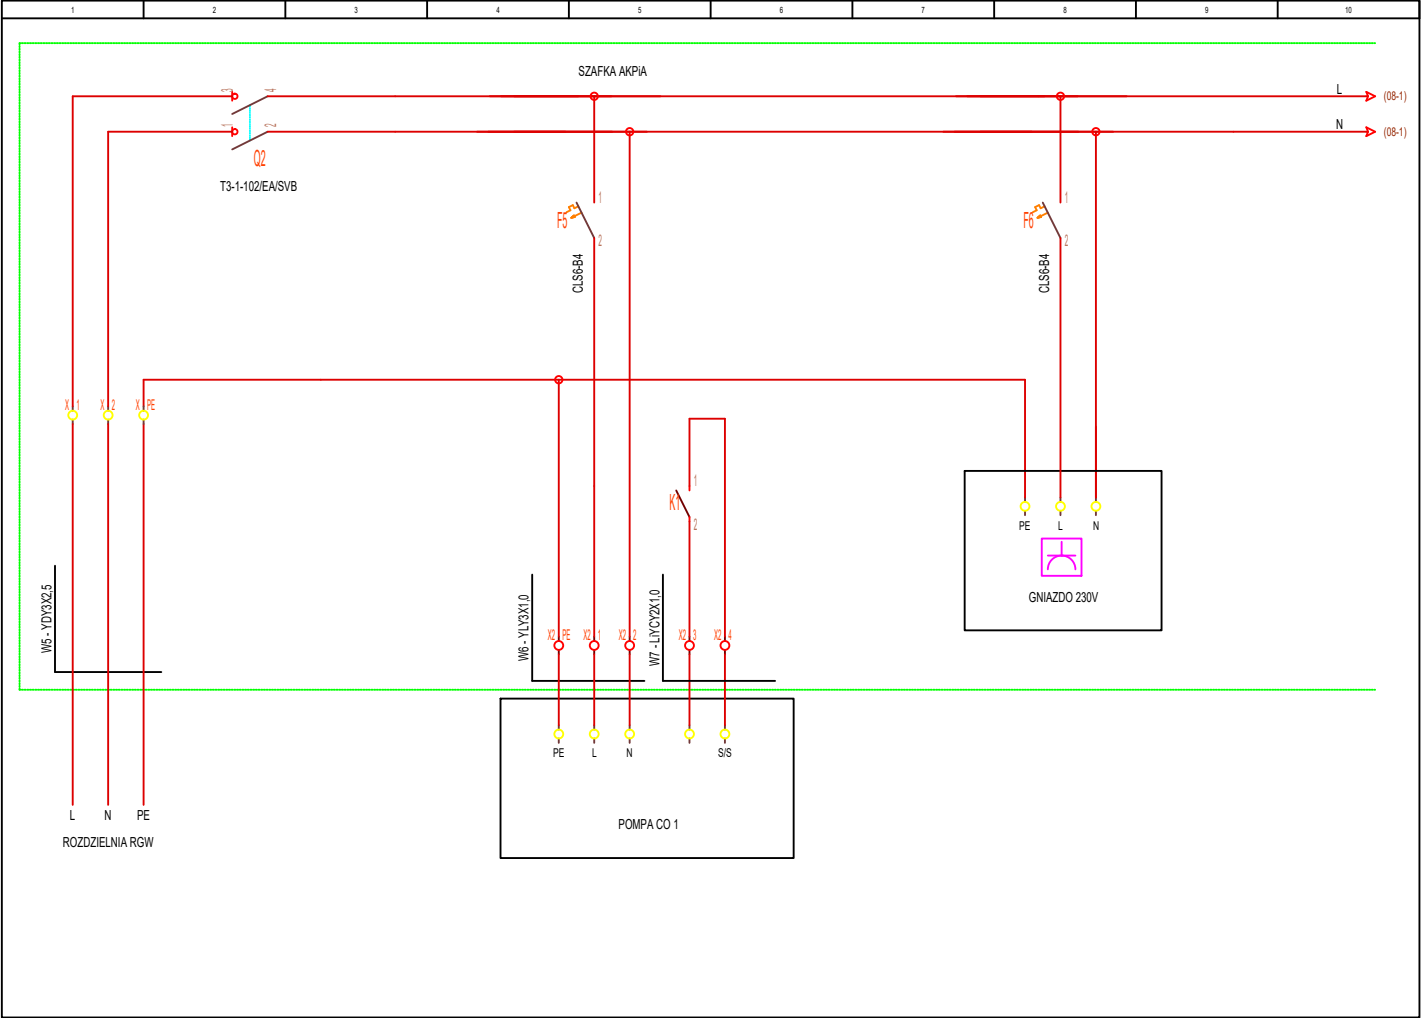 1 2 3 4 5 6 7 8 9 10
SZAFKA AKPiA
3 4
L (08-1)
1 2
N (08-1)
Q2
T3-1-102/EA/SVB
F5 1 2
CLS6-B4
F6 1 2
CLS6-B4
X 1 X 2 X PE
K1 1 2
PE L N
GNIAZDO 230V
W5 - YDY3X2,5
W6 - YLY3X1,0
W7 - LiYCY2X1,0
X2 PE X2 1 X2 2 X2 3 X2 4
PE L N S/S
POMPA CO 1
L N PE
ROZDZIELNIA RGW